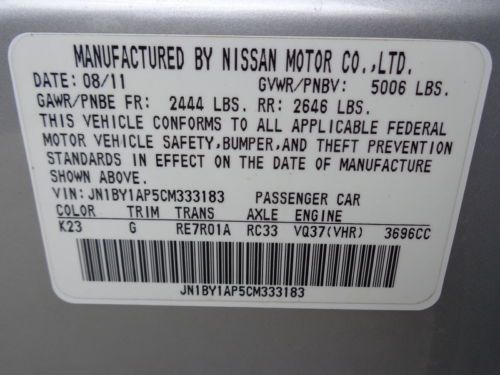 MANUFACTURED BY NISSAN MOTOR CO.,LTD.
DATE: 08/11 GVWR/PNBV: 5006 LBS.
GAWR/PNBE FR: 2444 LBS. RR: 2646 LBS.
THIS VEHICLE CONFORMS TO ALL APPLICABLE FEDERAL
MOTOR VEHICLE SAFETY,BUMPER,AND THEFT PREVENTION
STANDARDS IN EFFECT ON THE DATE OF MANUFACTURE
SHOWN ABOVE.
VIN: JN1BY1AP5CM333183 PASSENGER CAR
COLOR TRIM TRANS AXLE ENGINE
K23 G RE7R01A RC33 VQ37(VHR) 3696CC
JN1BY1AP5CM333183